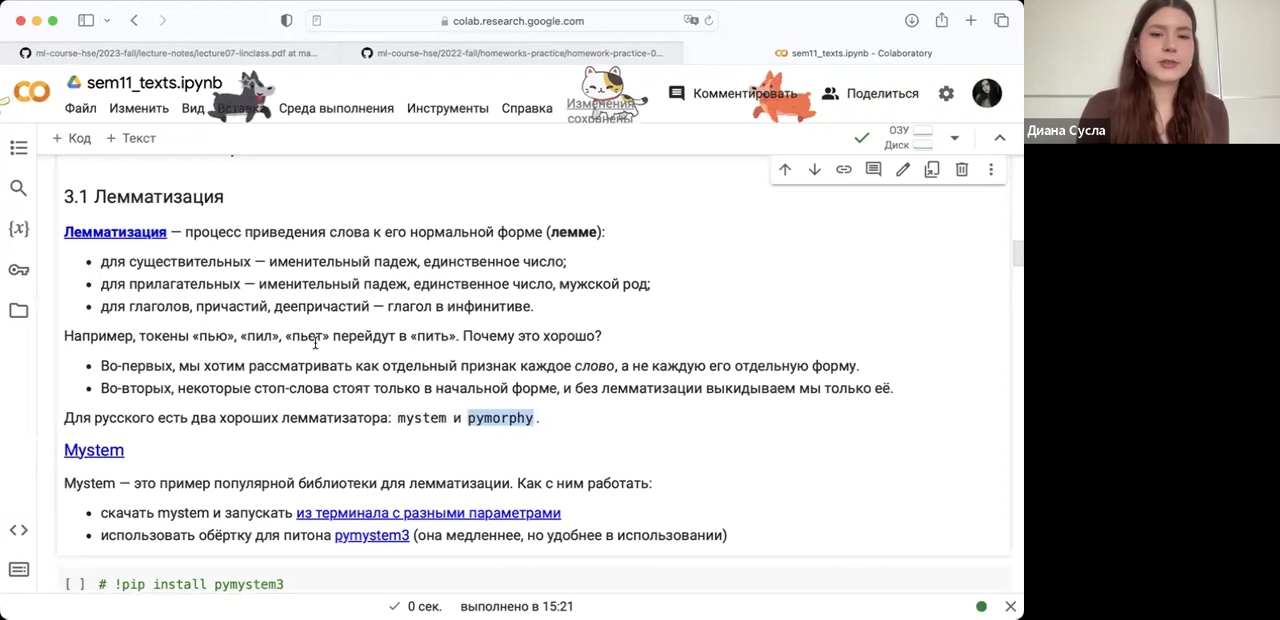 colab.research.google.com
ml-course-hse/2023-fall/lecture-notes/lecture07-linclass.pdf at ma...
ml-course-hse/2022-fall/homeworks-practice/homework-practice-0...
sem11_texts.ipynb - Colaboratory
sem11_texts.ipynb
Файл Изменить Вид Вставка Среда выполнения Инструменты Справка Изменения сохранены
Комментировать Поделиться
+ Код + Текст
ОЗУ
Диск
3.1 Лемматизация
Лемматизация — процесс приведения слова к его нормальной форме (лемме):
• для существительных — именительный падеж, единственное число;
• для прилагательных — именительный падеж, единственное число, мужской род;
• для глаголов, причастий, деепричастий — глагол в инфинитиве.
Например, токены «пью», «пил», «пьет» перейдут в «пить». Почему это хорошо?
• Во-первых, мы хотим рассматривать как отдельный признак каждое слово, а не каждую его отдельную форму.
• Во-вторых, некоторые стоп-слова стоят только в начальной форме, и без лемматизации выкидываем мы только её.
Для русского есть два хороших лемматизатора: mystem и pymorphy.
Mystem
Mystem — это пример популярной библиотеки для лемматизации. Как с ним работать:
• скачать mystem и запускать из терминала с разными параметрами
• использовать обёртку для питона pymystem3 (она медленнее, но удобнее в использовании)
[ ] # !pip install pymystem3
0 сек. выполнено в 15:21
Диана Сусла